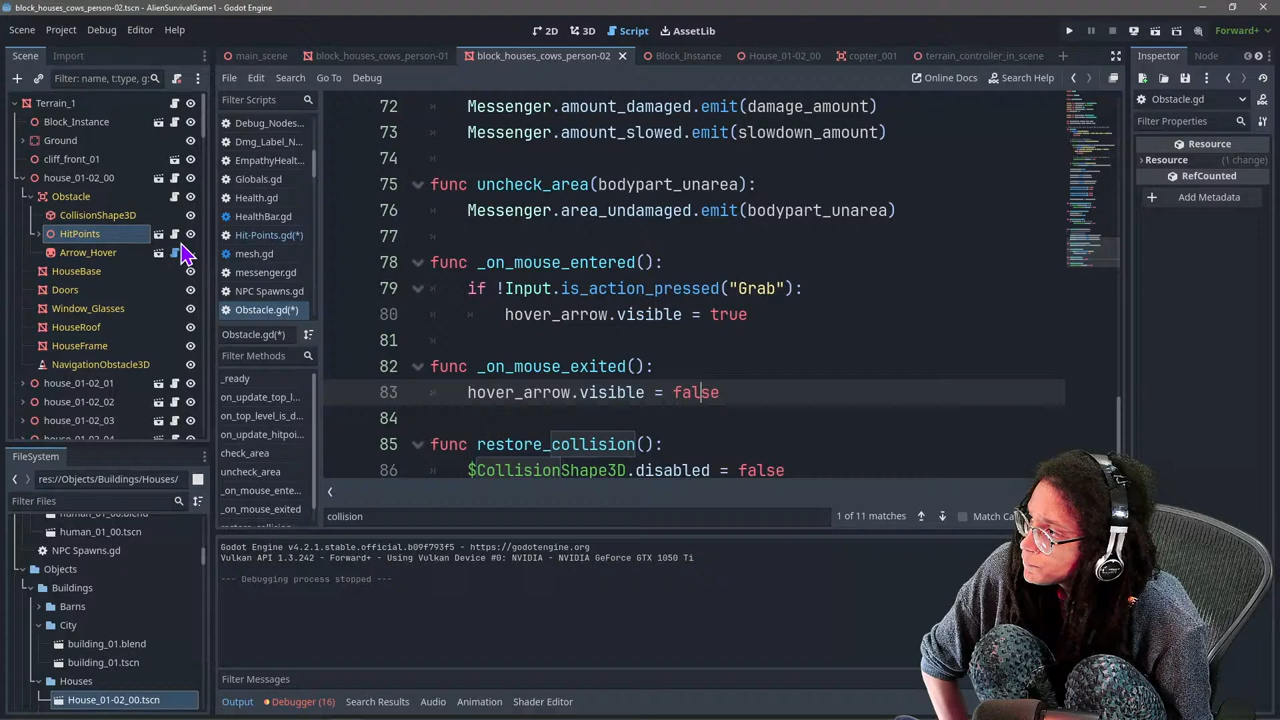 block_houses_cows_person-02.tscn - AlienSurvivalGame1 - Godot Engine
Scene Project Debug Editor Help
2D 3D Script AssetLib
Forward+
Scene Import
main_scene block_houses_cows_person-01 block_houses_cows_person-02 Block_Instance House_01-02_00 copter_001 terrain_controller_in_scene
Inspector Node
Filter: name, t:type, g:
File Edit Search Go To Debug
Online Docs Search Help
Filter Scripts
Obstacle.gd
Filter Properties
Resource
Resource (1 change)
RefCounted
Add Metadata
Terrain_1
Block_Instance
Ground
cliff_front_01
house_01-02_00
Obstacle
CollisionShape3D
HitPoints
Arrow_Hover
HouseBase
Doors
Window_Glasses
HouseRoof
HouseFrame
NavigationObstacle3D
house_01-02_01
house_01-02_02
house_01-02_03
Debug_Nodes...
Dmg_Label_N...
EmpathyHealt...
Globals.gd
Health.gd
HealthBar.gd
Hit-Points.gd(*)
mesh.gd
messenger.gd
NPC Spawns.gd
Obstacle.gd(*)
Obstacle.gd(*)
Filter Methods
_ready
on_update_top_l...
on_top_level_is_d...
on_update_hitpoi...
check_area
uncheck_area
_on_mouse_ente...
_on_mouse_exited
72 Messenger.amount_damaged.emit(damage_amount)
73 Messenger.amount_slowed.emit(slowdown_amount)
74
75 func uncheck_area(bodypart_unarea):
76 Messenger.area_undamaged.emit(bodypart_unarea)
77
78 func _on_mouse_entered():
79 if !Input.is_action_pressed("Grab"):
80 hover_arrow.visible = true
81
82 func _on_mouse_exited():
83 hover_arrow.visible = false
84
85 func restore_collision():
86 $CollisionShape3D.disabled = false
collision
1 of 11 matches
FileSystem
res://Objects/Buildings/Houses/
Filter Files
human_01_00.tscn
NPC Spawns.gd
Objects
Buildings
Barns
City
building_01.blend
building_01.tscn
Houses
House_01-02_00.tscn
Godot Engine v4.2.1.stable.official.b09f793f5 - https://godotengine.org
Vulkan API 1.3.242 - Forward+ - Using Vulkan Device #0: NVIDIA - NVIDIA GeForce GTX 1050 Ti
--- Debugging process stopped ---
Filter Messages
Output Debugger (16) Search Results Audio Animation Shader Editor